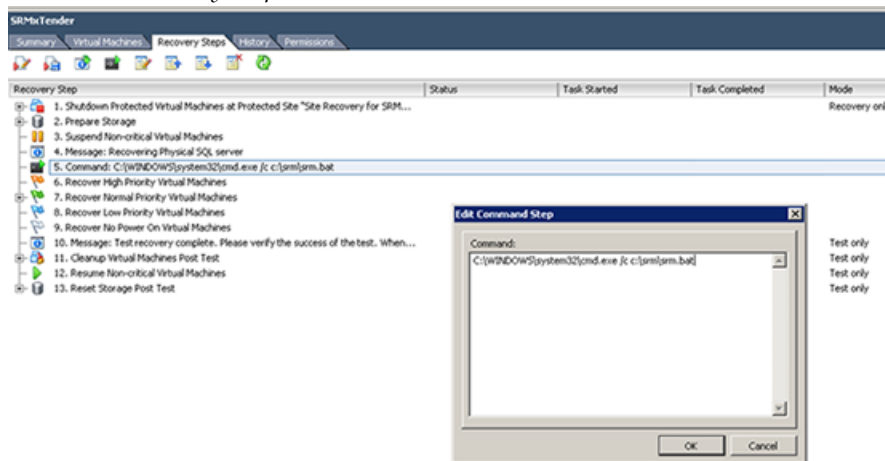 SRMxTender
Summary Virtual Machines Recovery Steps History Permissions
Recovery Step Status Task Started Task Completed Mode
1. Shutdown Protected Virtual Machines at Protected Site "Site Recovery for SRM... Recovery onl
2. Prepare Storage
3. Suspend Non-critical Virtual Machines
4. Message: Recovering Physical SQL server
5. Command: C:\WINDOWS\system32\cmd.exe /c c:\srm\srm.bat
6. Recover High Priority Virtual Machines
7. Recover Normal Priority Virtual Machines
8. Recover Low Priority Virtual Machines
9. Recover No Power On Virtual Machines
10. Message: Test recovery complete. Please verify the success of the test. When... Test only
11. Cleanup Virtual Machines Post Test Test only
12. Resume Non-critical Virtual Machines Test only
13. Reset Storage Post Test Test only
Edit Command Step
Command:
C:\WINDOWS\system32\cmd.exe /c c:\srm\srm.bat
OK Cancel